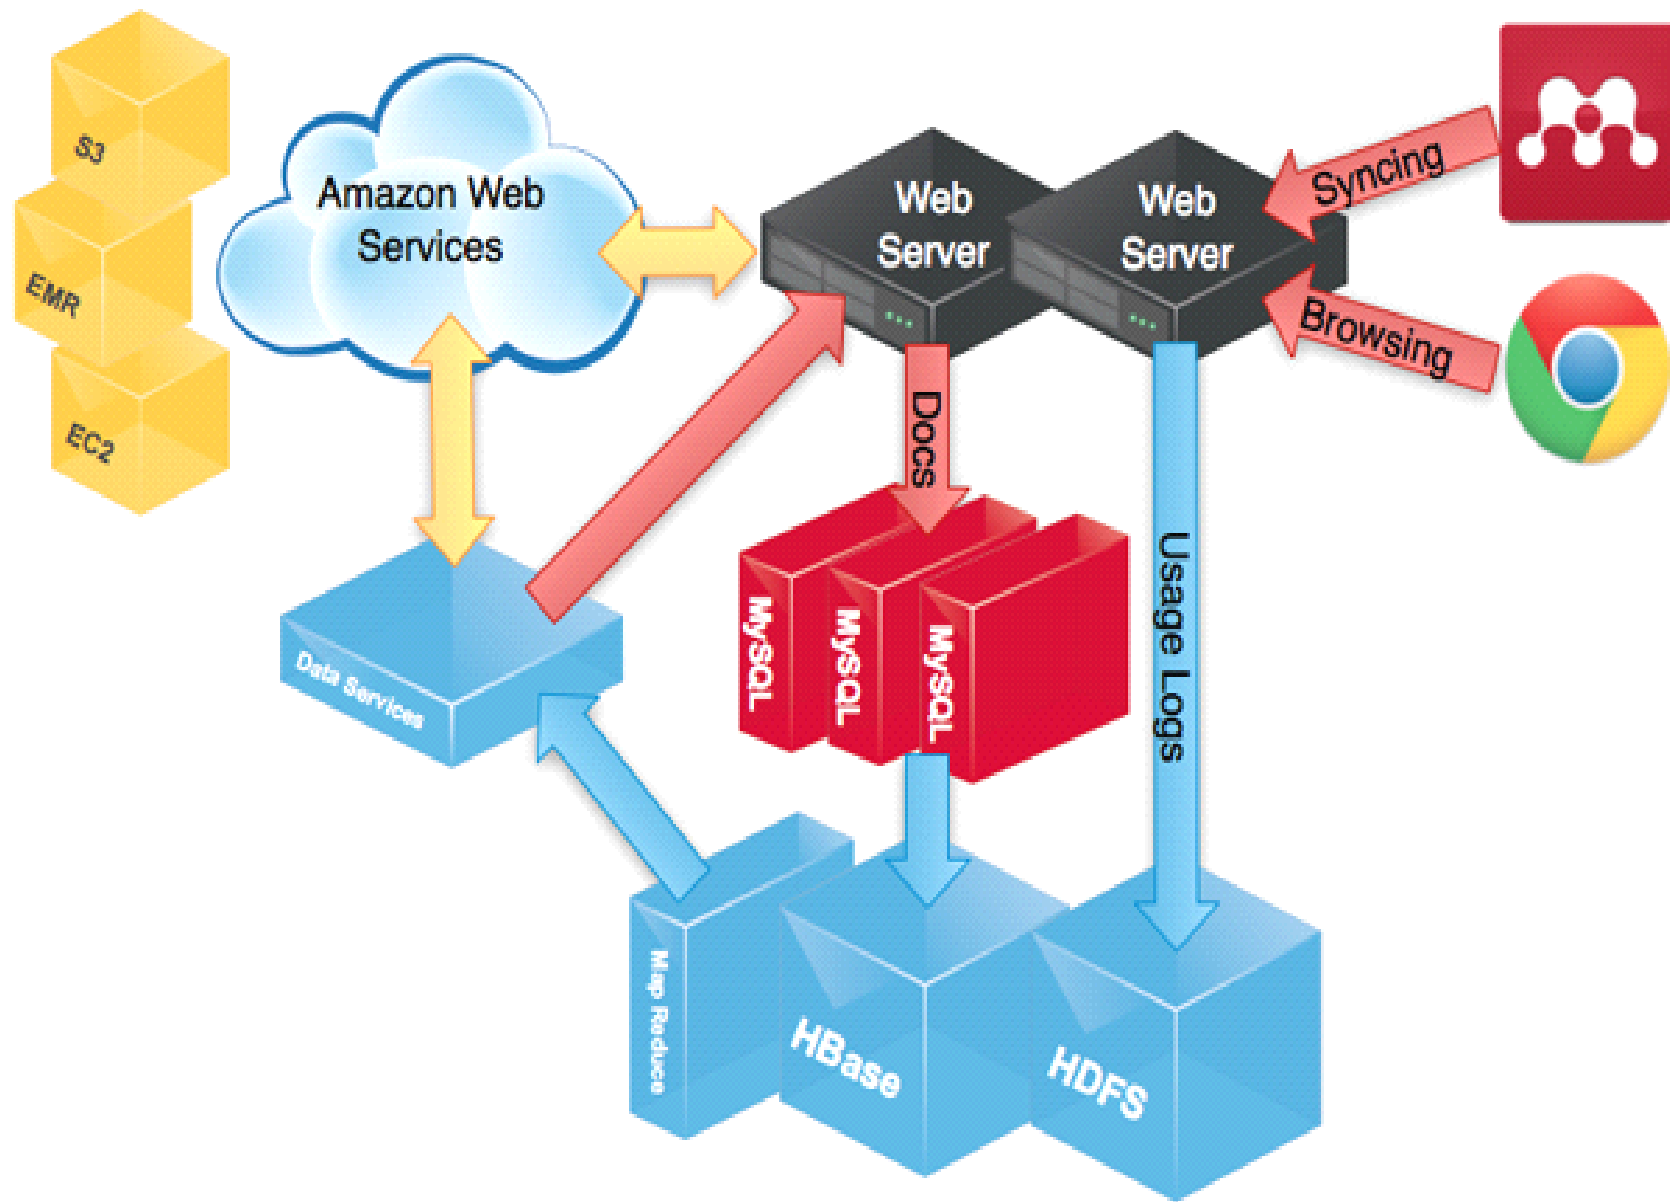 S3
EMR
EC2
Amazon Web
Services
Web
Server
Web
Server
Syncing
Browsing
Docs
Usage Logs
MySQL
MySQL
MySQL
Data Services
Map Reduce
HBase
HDFS